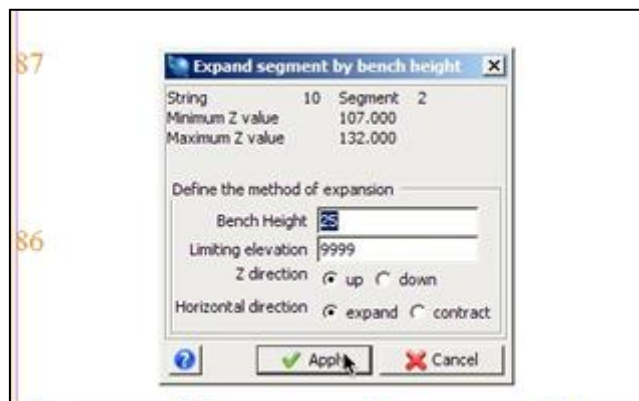 87
Expand segment by bench height
String 10 Segment 2
Minimum Z value 107.000
Maximum Z value 132.000
Define the method of expansion
Bench Height 25
86
Limiting elevation 9999
Z direction up down
Horizontal direction expand contract
? Apply Cancel